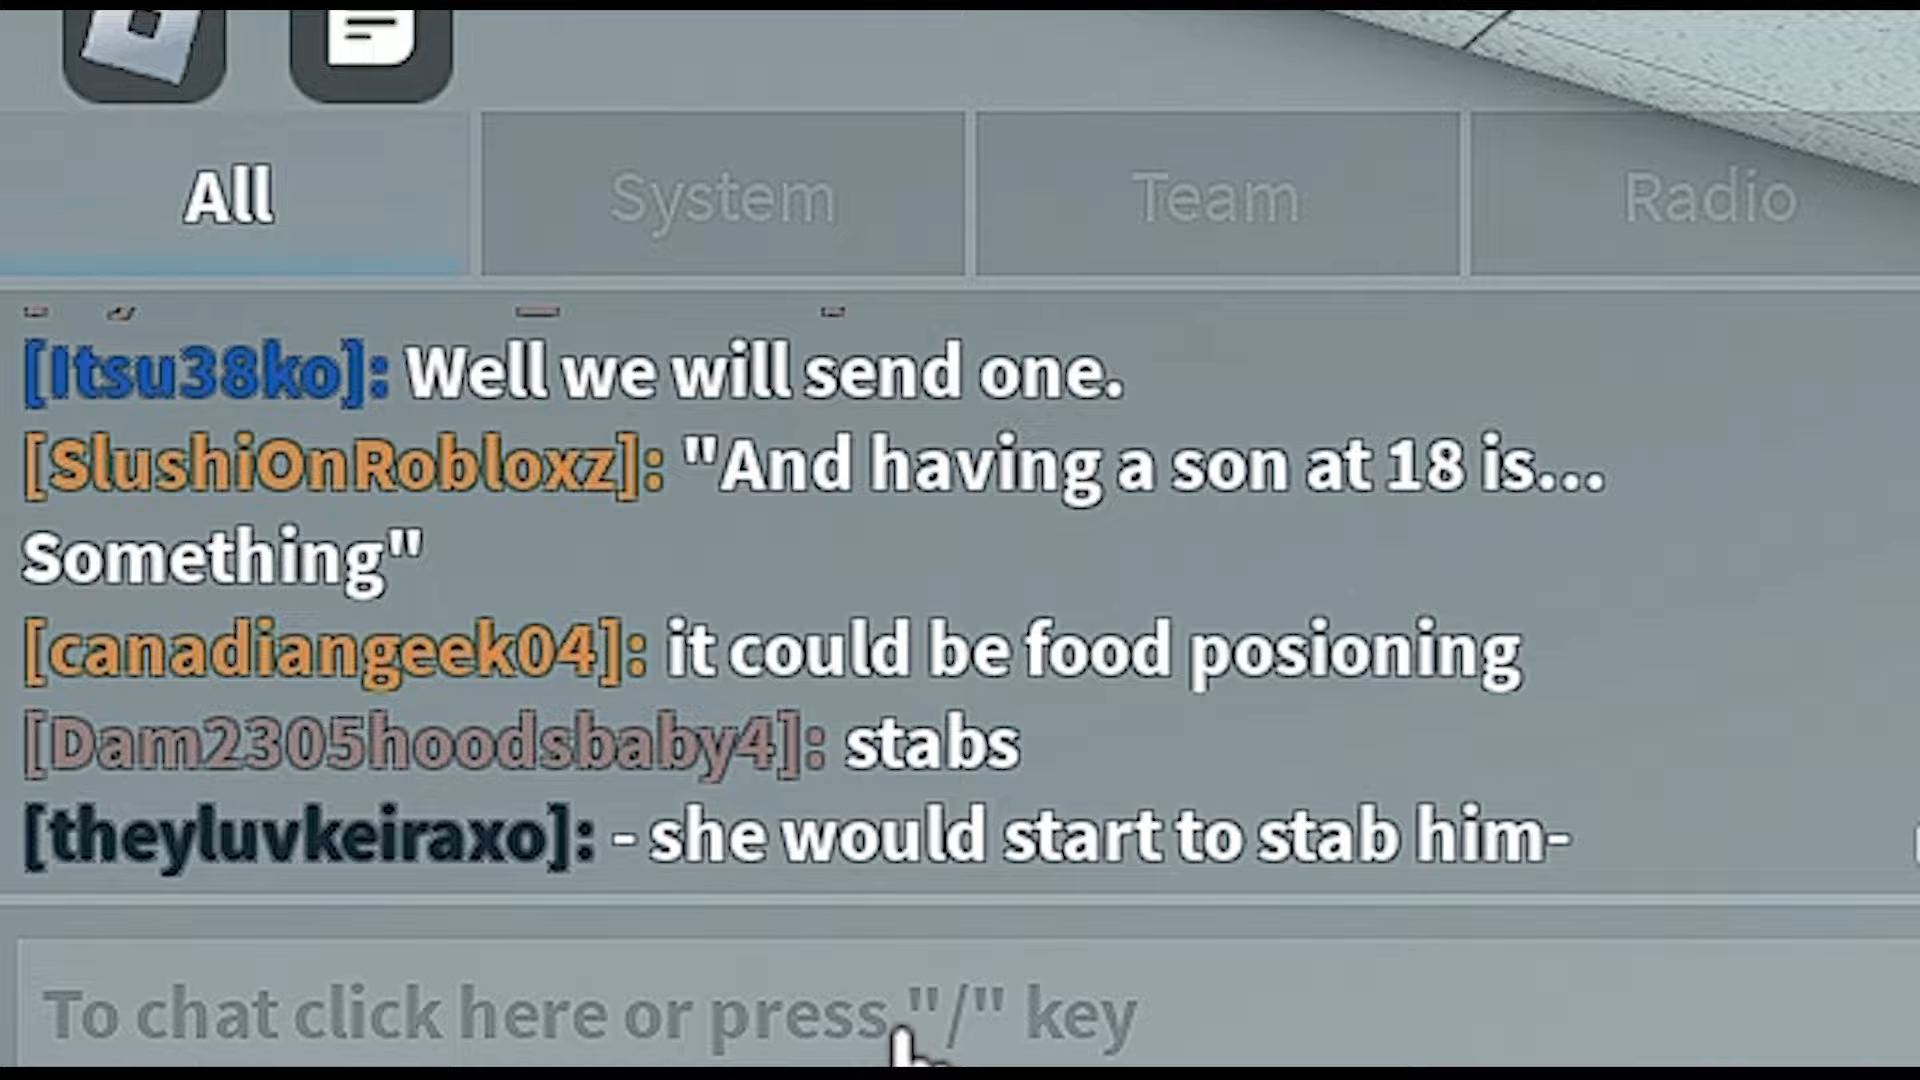 All System Team Radio
[Itsu38ko]: Well we will send one.
[SlushiOnRobloxz]: "And having a son at 18 is...
Something"
[canadiangeek04]: it could be food posioning
[Dam2305hoodsbaby4]: stabs
[theyluvkeiraxo]: - she would start to stab him-
To chat click here or press "/" key